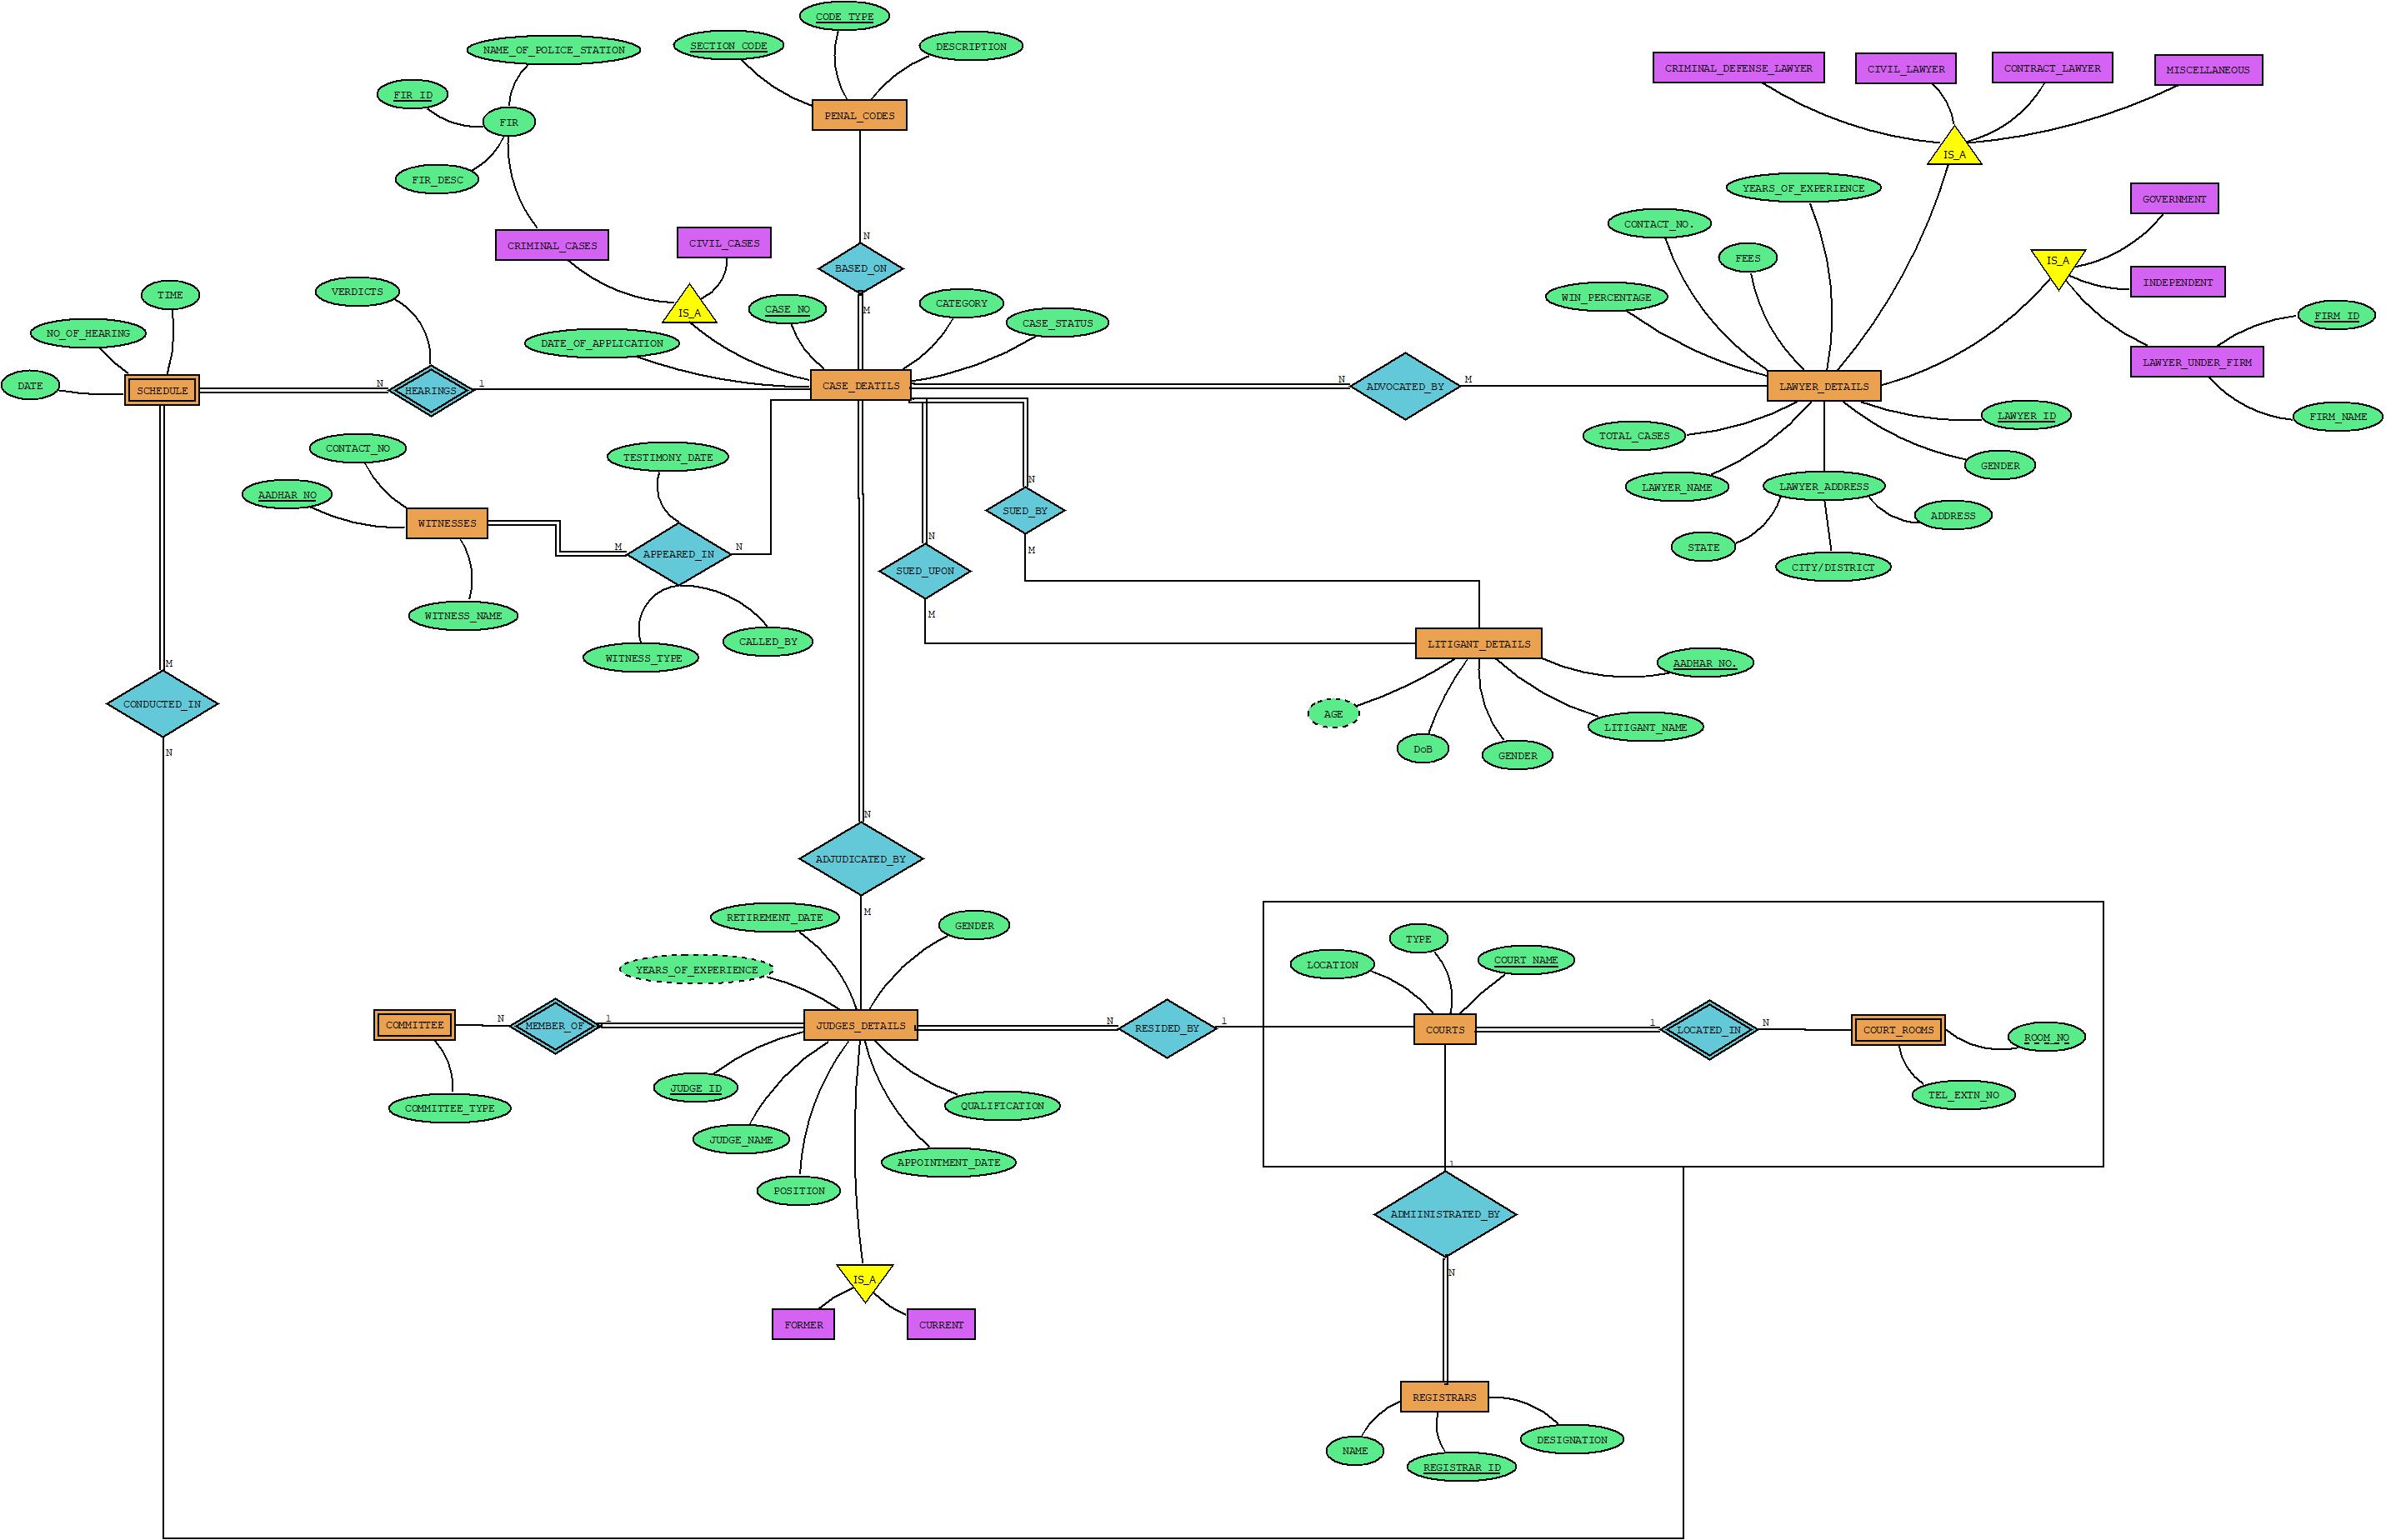 CODE_TYPE
SECTION_CODE
DESCRIPTION
NAME_OF_POLICE_STATION
CRIMINAL_DEFENSE_LAWYER
CIVIL_LAWYER
CONTRACT_LAWYER
MISCELLANEOUS
FIR_ID
PENAL_CODES
FIR
IS_A
FIR_DESC
YEARS_OF_EXPERIENCE
GOVERNMENT
CONTACT_NO.
CRIMINAL_CASES
CIVIL_CASES
N
FEES
IS_A
BASED_ON
INDEPENDENT
VERDICTS
TIME
WIN_PERCENTAGE
CATEGORY
CASE_NO
M
IS_A
FIRM_ID
CASE_STATUS
NO_OF_HEARING
DATE_OF_APPLICATION
LAWYER_UNDER_FIRM
DATE
SCHEDULE
N
HEARINGS
1
CASE_DEATILS
N
ADVOCATED_BY
M
LAWYER_DETAILS
LAWYER_ID
FIRM_NAME
TOTAL_CASES
CONTACT_NO
TESTIMONY_DATE
GENDER
N
LAWYER_NAME
LAWYER_ADDRESS
AADHAR_NO
SUED_BY
ADDRESS
WITNESSES
N
M
APPEARED_IN
N
M
STATE
CITY/DISTRICT
SUED_UPON
M
WITNESS_NAME
CALLED_BY
LITIGANT_DETAILS
WITNESS_TYPE
M
AADHAR_NO.
CONDUCTED_IN
AGE
LITIGANT_NAME
N
DoB
GENDER
N
ADJUDICATED_BY
M
RETIREMENT_DATE
GENDER
TYPE
COURT_NAME
LOCATION
YEARS_OF_EXPERIENCE
COMMITTEE
N
MEMBER_OF
1
JUDGES_DETAILS
N
RESIDED_BY
1
COURTS
1
LOCATED_IN
N
COURT_ROOMS
ROOM_NO
JUDGE_ID
TEL_EXTN_NO
COMMITTEE_TYPE
QUALIFICATION
JUDGE_NAME
APPOINTMENT_DATE
1
POSITION
ADMIINISTRATED_BY
N
IS_A
FORMER
CURRENT
REGISTRARS
DESIGNATION
NAME
REGISTRAR_ID